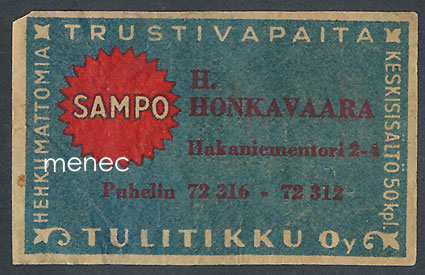 TRUSTIVAPAITA
HEHKUMATTOMIA
SAMPO
H.
HONKAVAARA
Hakaniementori 2-4
Puhelin 72 316 - 72 312
KESKISISÄLTÖ 50 kpl.
TULITIKKU Oy
menec